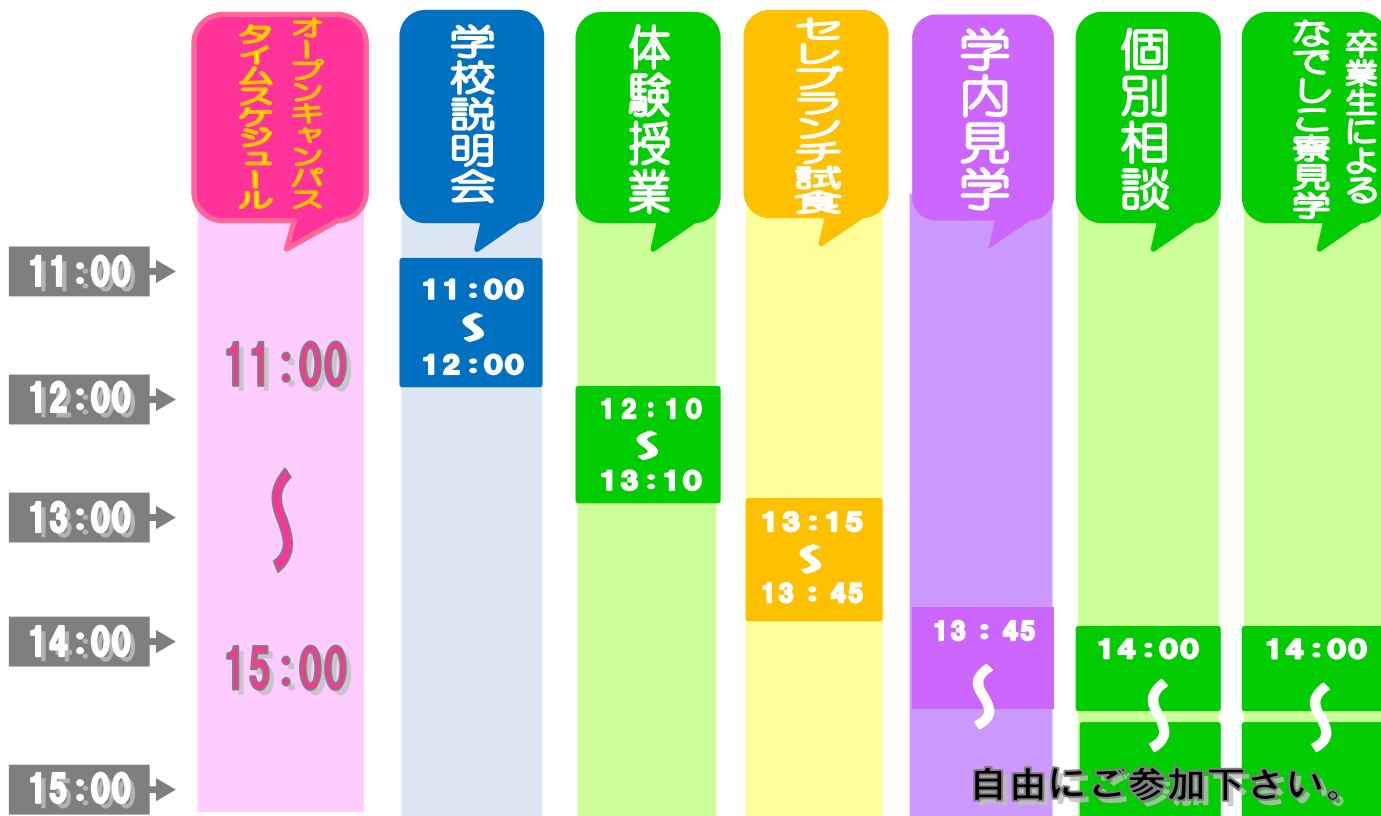 オープンキャンパス
タイムスケジュール
学校説明会
体験授業
セレブランチ試食
学内見学
個別相談
卒業生による
なでしこ寮見学
11:00
12:00
13:00
14:00
15:00
11:00
〜
15:00
11:00
〜
12:00
12:10
〜
13:10
13:15
〜
13:45
13:45
〜
14:00
〜
14:00
〜
自由にご参加下さい。